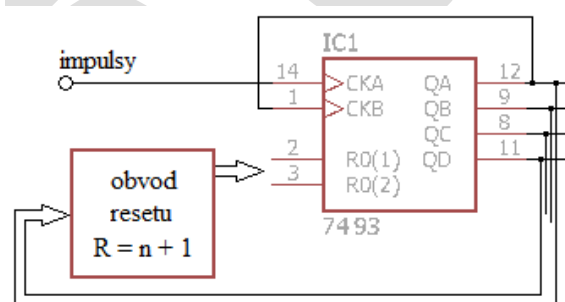 IC1
impulsy
14 CKA QA 12
1 CKB QB 9
QC 8
2 R0(1) QD 11
3 R0(2)
7493
obvod
resetu
R = n + 1